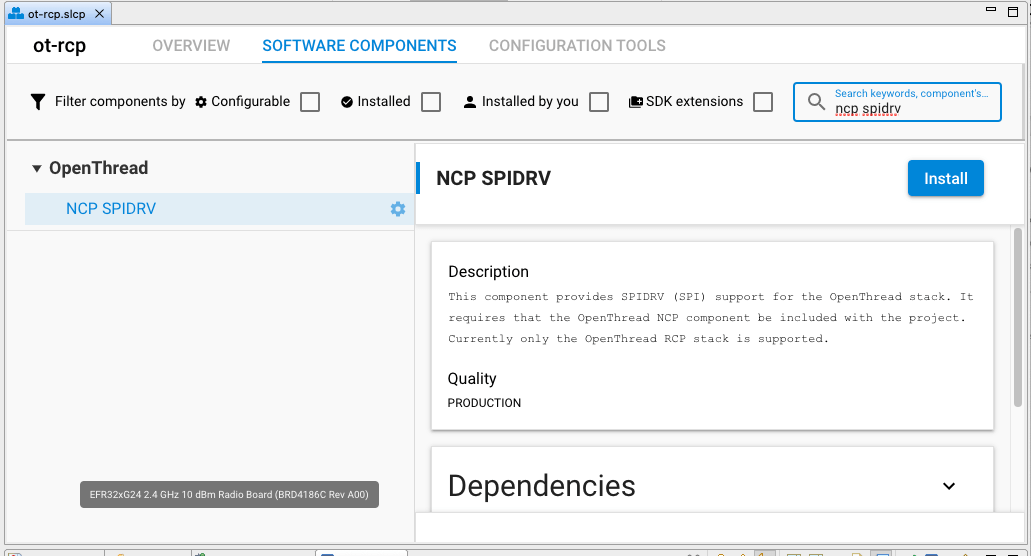 ot-rcp.slcp
ot-rcp OVERVIEW SOFTWARE COMPONENTS CONFIGURATION TOOLS
Filter components by Configurable Installed Installed by you SDK extensions
Search keywords, component's...
ncp spidrv
OpenThread
NCP SPIDRV
NCP SPIDRV
Install
Description
This component provides SPIDRV (SPI) support for the OpenThread stack. It
requires that the OpenThread NCP component be included with the project.
Currently only the OpenThread RCP stack is supported.
Quality
PRODUCTION
Dependencies
EFR32xG24 2.4 GHz 10 dBm Radio Board (BRD4186C Rev A00)